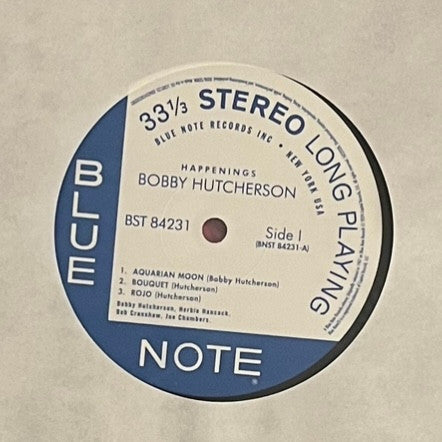 33⅓ STEREO LONG PLAYING
BLUE NOTE RECORDS INC • NEW YORK USA
HAPPENINGS
BOBBY HUTCHERSON
BST 84231
Side 1
(BNST 84231-A)
1. AQUARIAN MOON (Bobby Hutcherson)
2. BOUQUET (Hutcherson)
3. ROJO (Hutcherson)
Bobby Hutcherson, Herbie Hancock,
Bob Cranshaw, Joe Chambers.
BLUE
NOTE
®